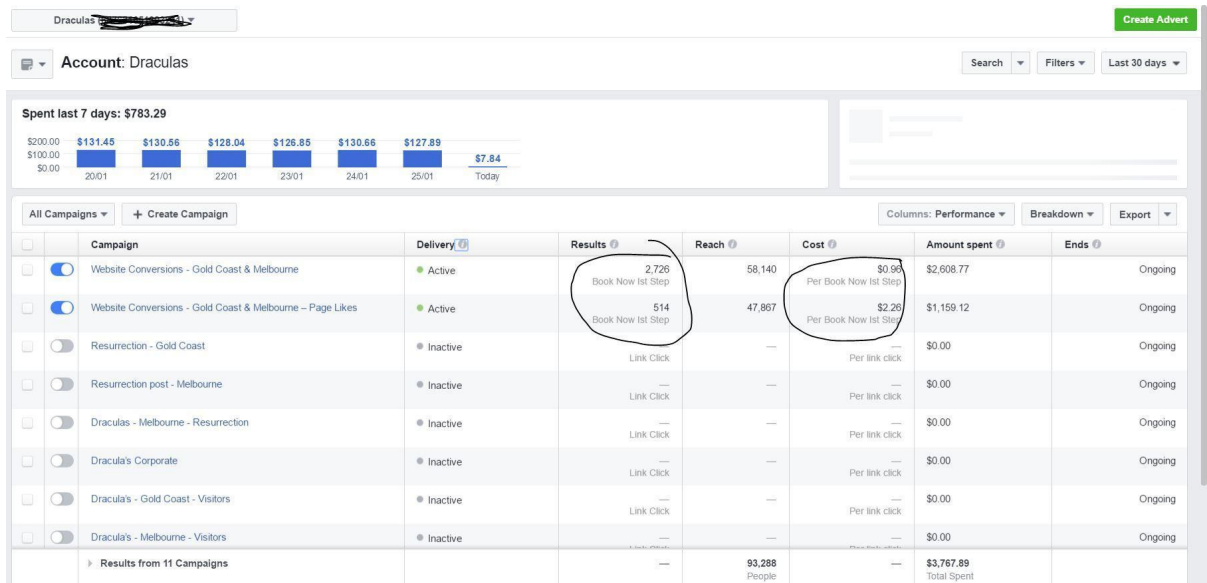 Draculas
Create Advert
Account: Draculas
Search Filters Last 30 days
Spent last 7 days: $783.29
$200.00 $131.45 $130.56 $128.04 $126.85 $130.66 $127.89
$100.00 $7.84
$0.00
20/01 21/01 22/01 23/01 24/01 25/01 Today
All Campaigns + Create Campaign Columns: Performance Breakdown Export
Campaign Delivery Results Reach Cost Amount spent Ends
Website Conversions - Gold Coast & Melbourne Active 2,726 58,140 $0.96 $2,608.77 Ongoing
Book Now Ist Step Per Book Now Ist Step
Website Conversions - Gold Coast & Melbourne – Page Likes Active 514 47,867 $2.26 $1,159.12 Ongoing
Book Now Ist Step Per Book Now Ist Step
Resurrection - Gold Coast Inactive — — — $0.00 Ongoing
Link Click Per link click
Resurrection post - Melbourne Inactive — — — $0.00 Ongoing
Link Click Per link click
Draculas - Melbourne - Resurrection Inactive — — — $0.00 Ongoing
Link Click Per link click
Dracula's Corporate Inactive — — — $0.00 Ongoing
Link Click Per link click
Dracula's - Gold Coast - Visitors Inactive — — — $0.00 Ongoing
Link Click Per link click
Dracula's - Melbourne - Visitors Inactive — — — $0.00 Ongoing
Results from 11 Campaigns — 93,288 — $3,767.89
People Total Spent